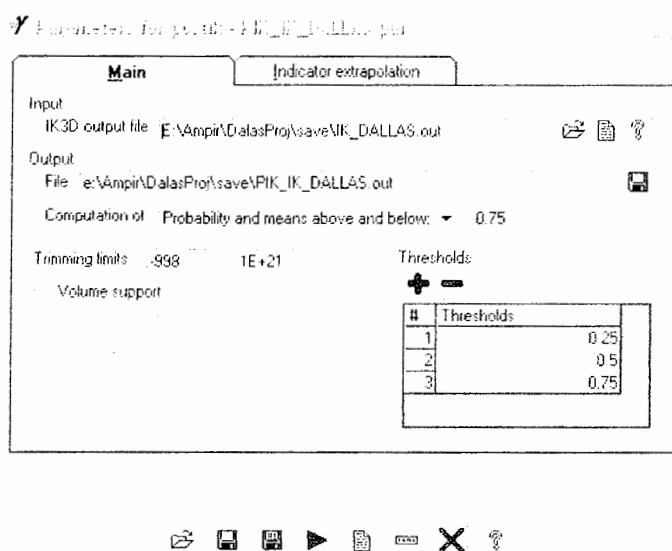 Main
Indicator extrapolation
Input
IK3D output file E:\Ampir\DalasProj\save\IK_DALLAS.out
Output
File e:\Ampir\DalasProj\save\PIK_IK_DALLAS.out
Computation of Probability and means above and below: 0.75
Trimming limits -998 1E+21
Thresholds
Volume support
# Thresholds
1 0.25
2 0.5
3 0.75